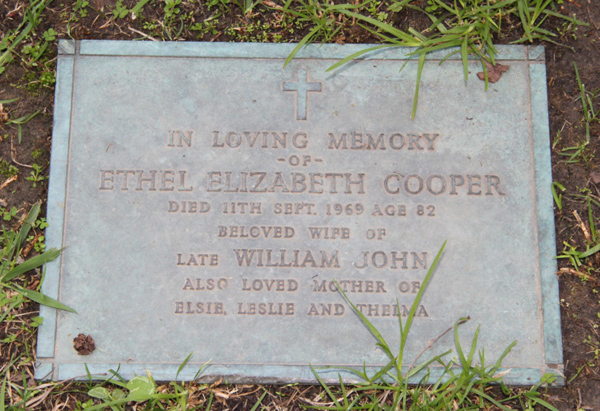 IN LOVING MEMORY
-OF-
ETHEL ELIZABETH COOPER
DIED 11TH SEPT. 1969 AGE 82
BELOVED WIFE OF
LATE WILLIAM JOHN
ALSO LOVED MOTHER OF
ELSIE, LESLIE AND THELMA